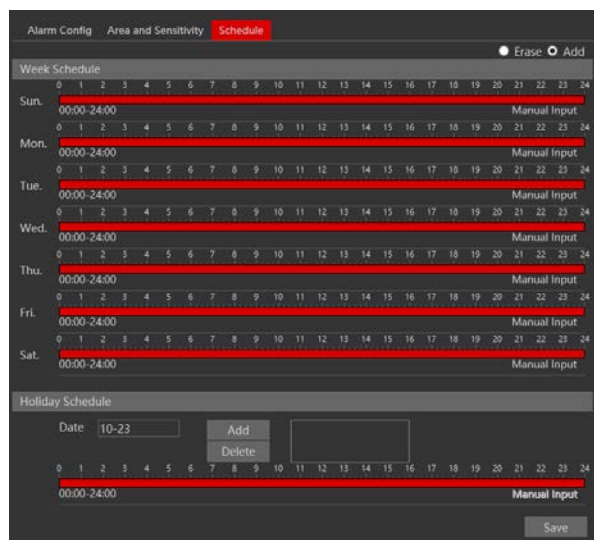 Alarm Config Area and Sensitivity Schedule
Erase Add
Week Schedule
0 1 2 3 4 5 6 7 8 9 10 11 12 13 14 15 16 17 18 19 20 21 22 23 24
Sun.
00:00-24:00 Manual Input
0 1 2 3 4 5 6 7 8 9 10 11 12 13 14 15 16 17 18 19 20 21 22 23 24
Mon.
00:00-24:00 Manual Input
0 1 2 3 4 5 6 7 8 9 10 11 12 13 14 15 16 17 18 19 20 21 22 23 24
Tue.
00:00-24:00 Manual Input
0 1 2 3 4 5 6 7 8 9 10 11 12 13 14 15 16 17 18 19 20 21 22 23 24
Wed.
00:00-24:00 Manual Input
0 1 2 3 4 5 6 7 8 9 10 11 12 13 14 15 16 17 18 19 20 21 22 23 24
Thu.
00:00-24:00 Manual Input
0 1 2 3 4 5 6 7 8 9 10 11 12 13 14 15 16 17 18 19 20 21 22 23 24
Fri.
00:00-24:00 Manual Input
0 1 2 3 4 5 6 7 8 9 10 11 12 13 14 15 16 17 18 19 20 21 22 23 24
Sat.
00:00-24:00 Manual Input
Holiday Schedule
Date 10-23 Add
Delete
0 1 2 3 4 5 6 7 8 9 10 11 12 13 14 15 16 17 18 19 20 21 22 23 24
00:00-24:00 Manual Input
Save